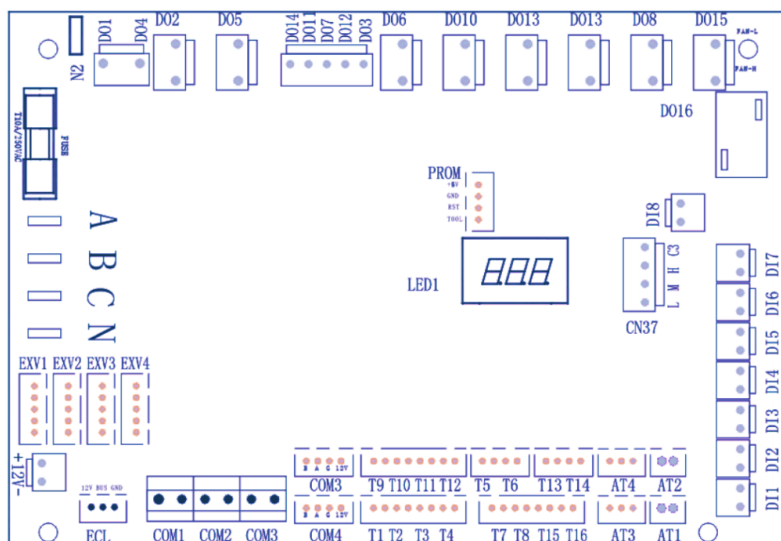 DO1
DO4
DO2
DO5
DO14
DO11
DO7
DO12
DO3
DO6
DO10
DO13
DO13
DO8
DO15
FAN-L
FAN-H
N2
DO16
T10A/250VAC
FUSE
PROM
+5V
GND
RST
TOOL
DI8
A
B
C
N
LED1
L M H C3
CN37
DI7
DI6
DI5
DI4
DI3
DI2
DI1
EXV1 EXV2 EXV3 EXV4
+12V-
12V BUS GND
ECL
COM1 COM2 COM3
B A G 12V
COM3
T9 T10 T11 T12
T5 T6
T13 T14
AT4
AT2
B A G 12V
COM4
T1 T2 T3 T4
T7 T8 T15 T16
AT3
AT1